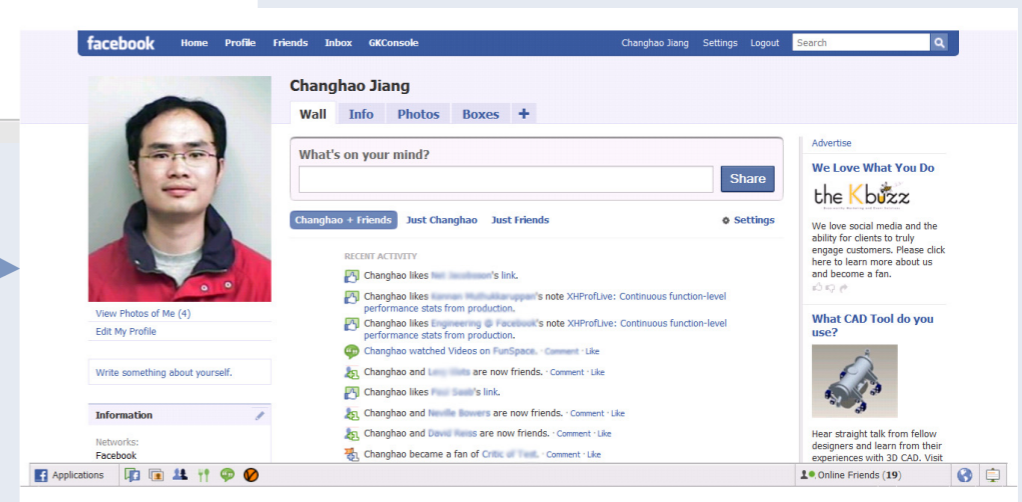 facebook Home Profile Friends Inbox GKConsole Changhao Jiang Settings Logout Search
Changhao Jiang
Wall Info Photos Boxes +
What's on your mind?
Share
Changhao + Friends Just Changhao Just Friends Settings
RECENT ACTIVITY
Changhao likes 's link.
Changhao likes 's note XHProfLive: Continuous function-level
performance stats from production.
Changhao likes Engineering @ Facebook's note XHProfLive: Continuous function-level
performance stats from production.
Changhao watched Videos on FunSpace. · Comment · Like
Changhao and are now friends. · Comment · Like
Changhao likes 's link.
Changhao and Neville Bowers are now friends. · Comment · Like
Changhao and David Reiss are now friends. · Comment · Like
Changhao became a fan of · Comment · Like
View Photos of Me (4)
Edit My Profile
Write something about yourself.
Information
Networks:
Facebook
Advertise
We Love What You Do
the Kbuzz
We love social media and the
ability for clients to truly
engage customers. Please click
here to learn more about us
and become a fan.
What CAD Tool do you
use?
Hear straight talk from fellow
designers and learn from their
experiences with 3D CAD. Visit
Applications Online Friends (19)